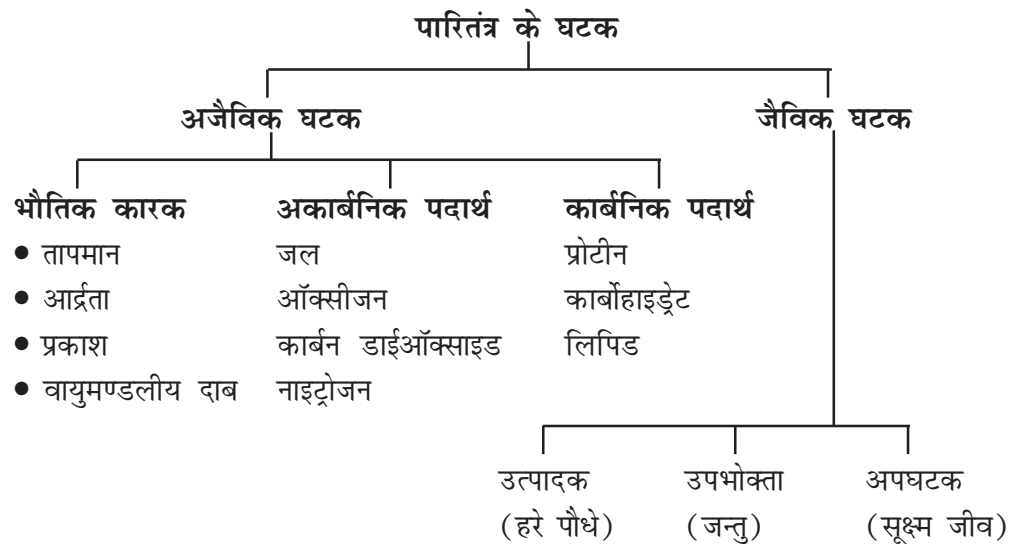 पारितंत्र के घटक
अजैविक घटक जैविक घटक
भौतिक कारक अकार्बनिक पदार्थ कार्बनिक पदार्थ
• तापमान जल प्रोटीन
• आर्द्रता ऑक्सीजन कार्बोहाइड्रेट
• प्रकाश कार्बन डाईऑक्साइड लिपिड
• वायुमण्डलीय दाब नाइट्रोजन
उत्पादक उपभोक्ता अपघटक
(हरे पौधे) (जन्तु) (सूक्ष्म जीव)